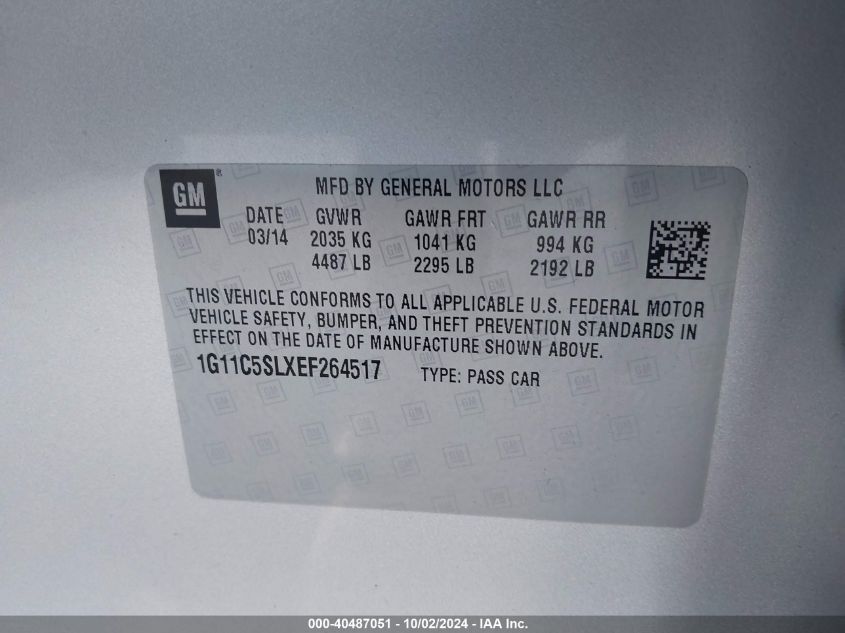 GM ®
MFD BY GENERAL MOTORS LLC
DATE GVWR GAWR FRT GAWR RR
03/14 2035 KG 1041 KG 994 KG
4487 LB 2295 LB 2192 LB
THIS VEHICLE CONFORMS TO ALL APPLICABLE U.S. FEDERAL MOTOR
VEHICLE SAFETY, BUMPER, AND THEFT PREVENTION STANDARDS IN
EFFECT ON THE DATE OF MANUFACTURE SHOWN ABOVE.
1G11C5SLXEF264517 TYPE: PASS CAR
000-40487051 - 10/02/2024 - IAA Inc.